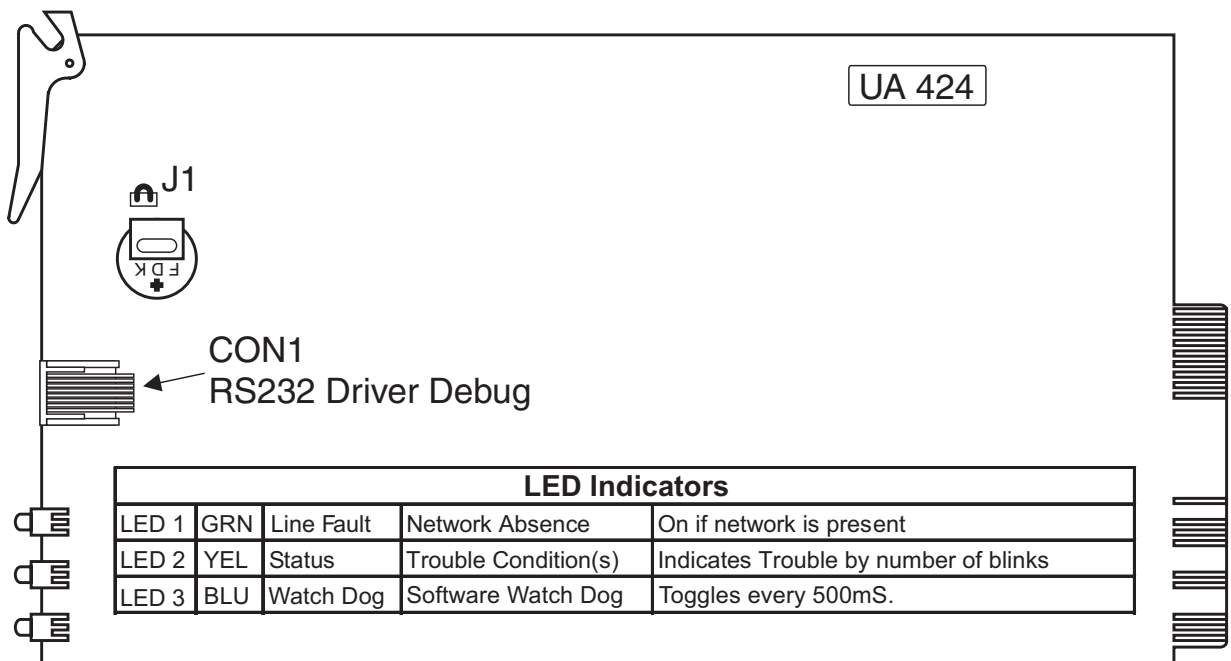 UA 424
J1
FDK
+
CON1
RS232 Driver Debug
LED Indicators
LED 1 GRN Line Fault Network Absence On if network is present
LED 2 YEL Status Trouble Condition(s) Indicates Trouble by number of blinks
LED 3 BLU Watch Dog Software Watch Dog Toggles every 500mS.